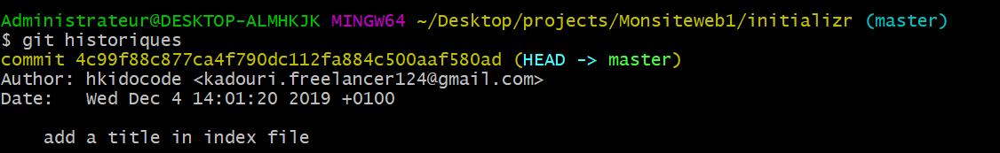 Administrateur@DESKTOP-ALMHKJK MINGW64 ~/Desktop/projects/Monsiteweb1/initializr (master)
$ git historiques
commit 4c99f88c877ca4f790dc112fa884c500aaf580ad (HEAD -> master)
Author: hkidocode <kadouri.freelancer124@gmail.com>
Date:   Wed Dec 4 14:01:20 2019 +0100
    add a title in index file